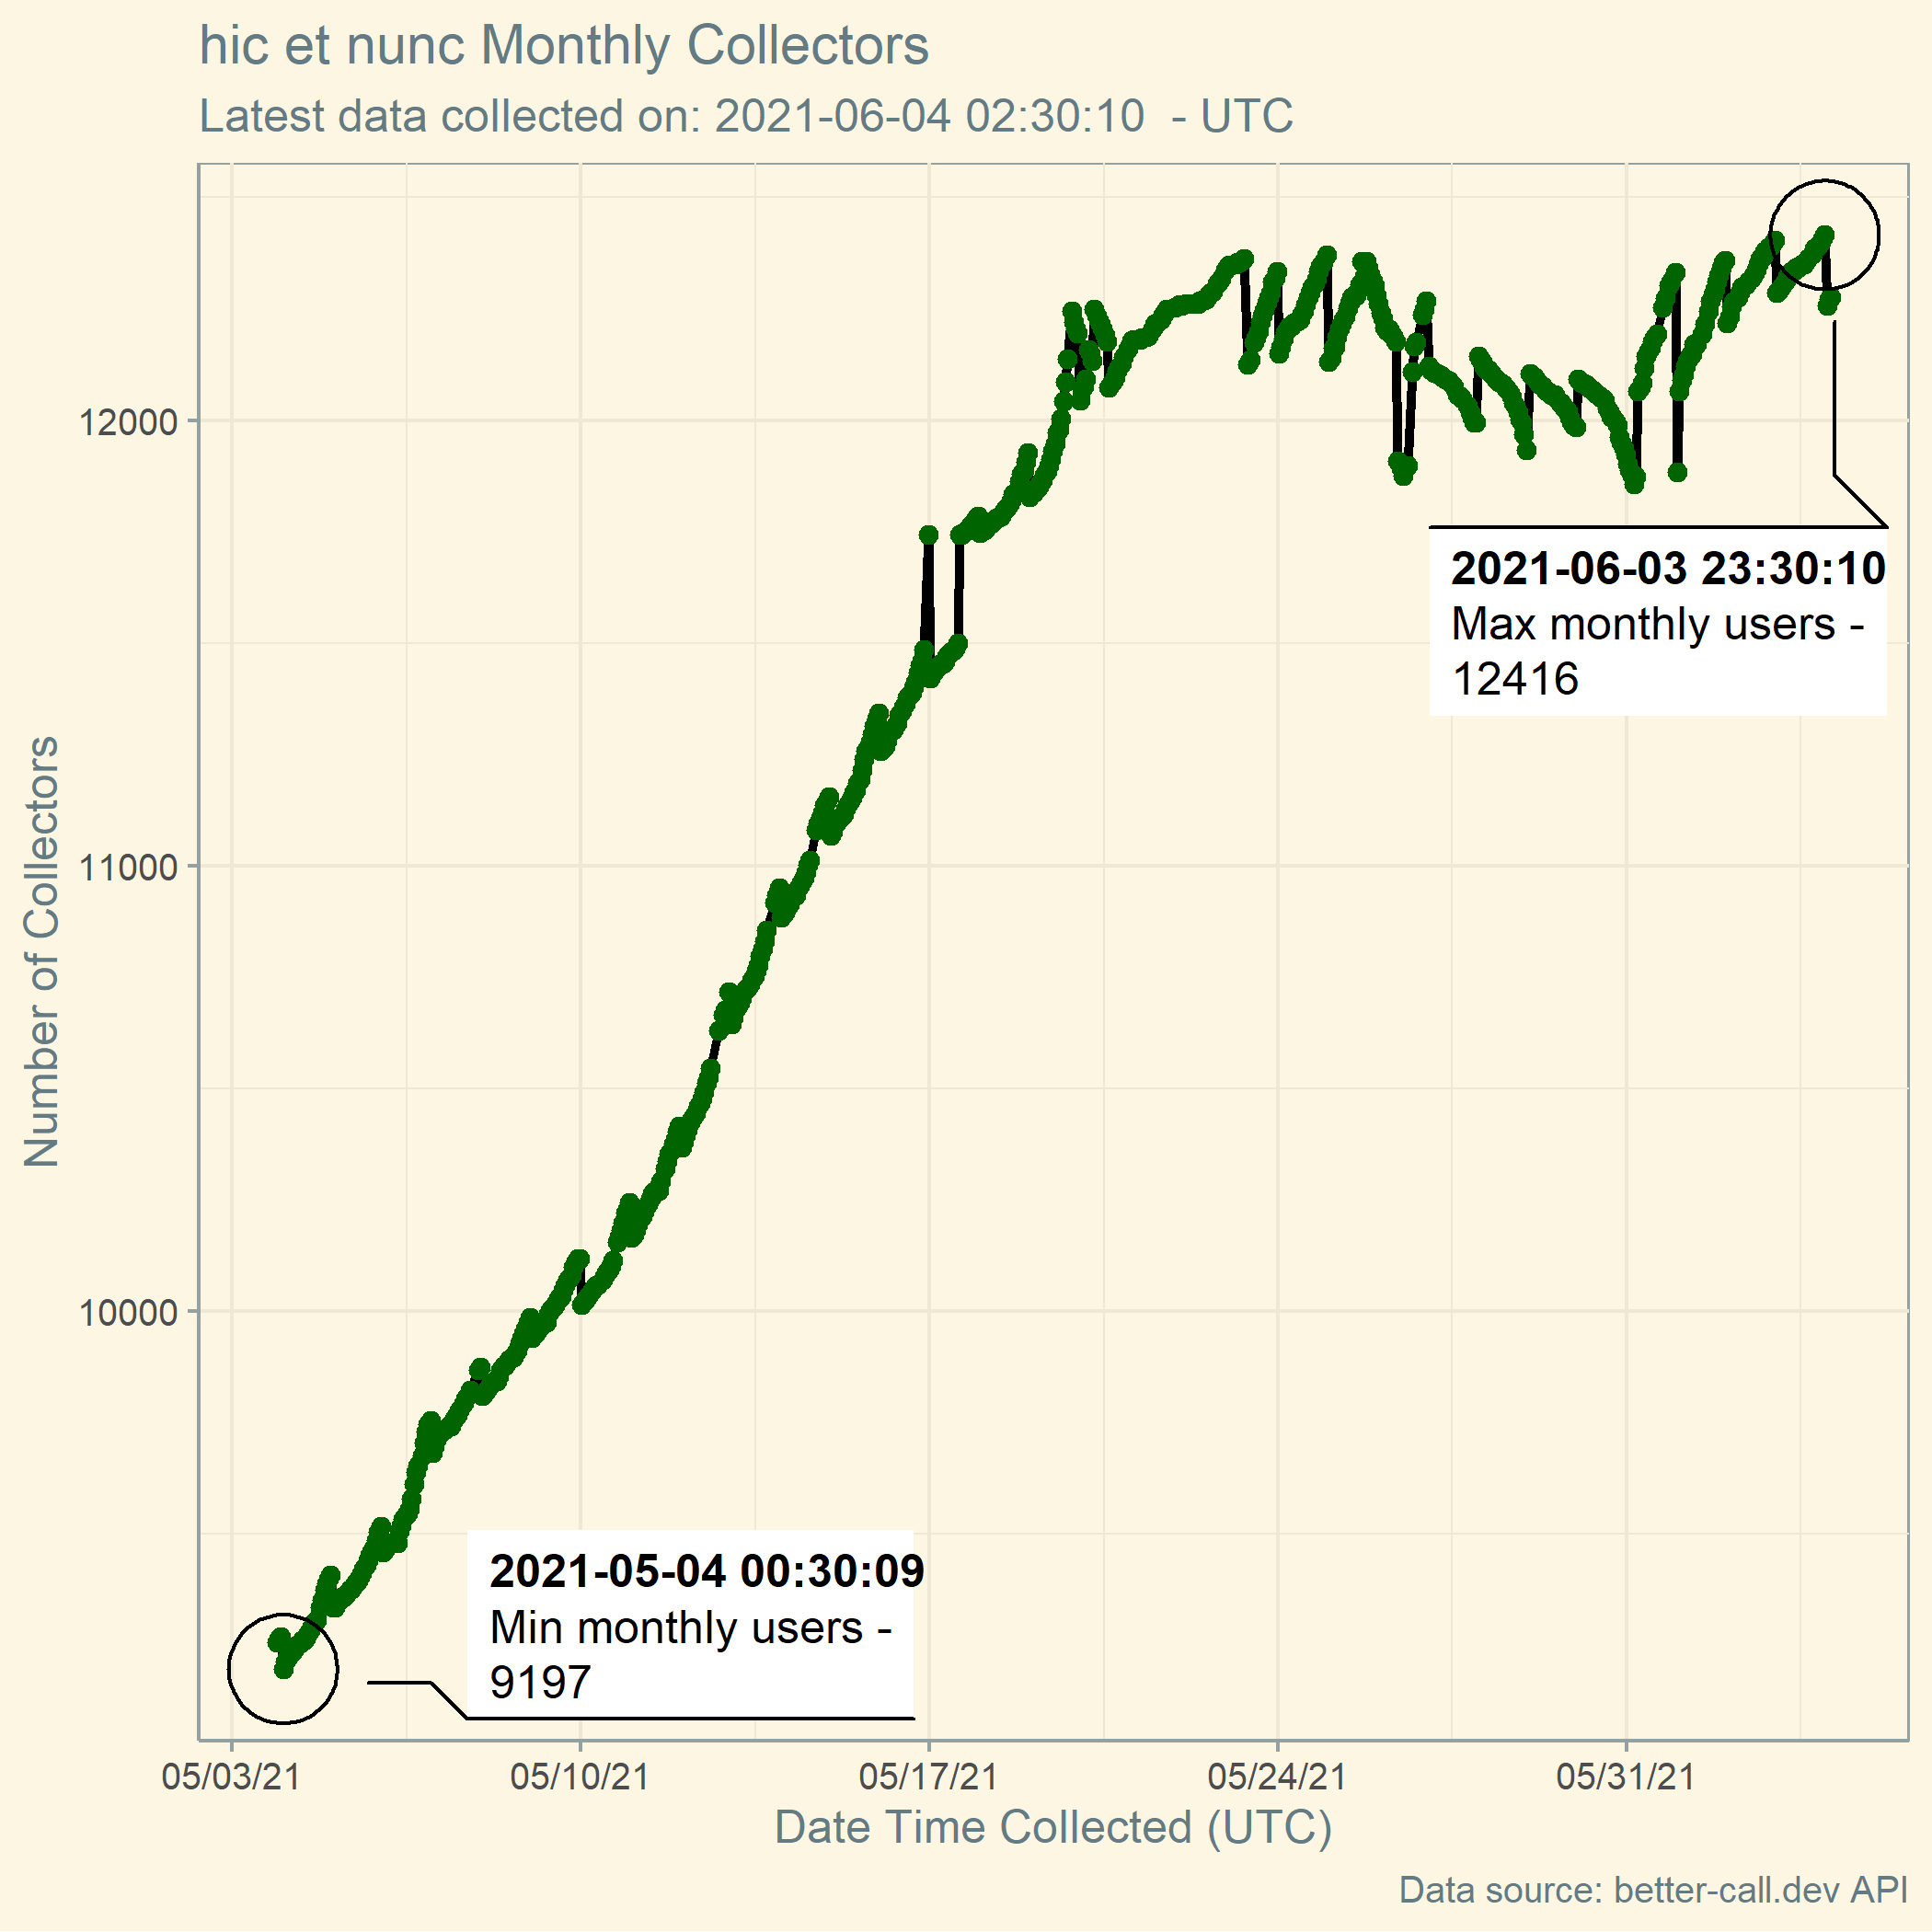 hic et nunc Monthly Collectors
Latest data collected on: 2021-06-04 02:30:10  - UTC
Number of Collectors
12000
11000
10000
2021-06-03 23:30:10
Max monthly users -
12416
2021-05-04 00:30:09
Min monthly users -
9197
05/03/21 05/10/21 05/17/21 05/24/21 05/31/21
Date Time Collected (UTC)
Data source: better-call.dev API